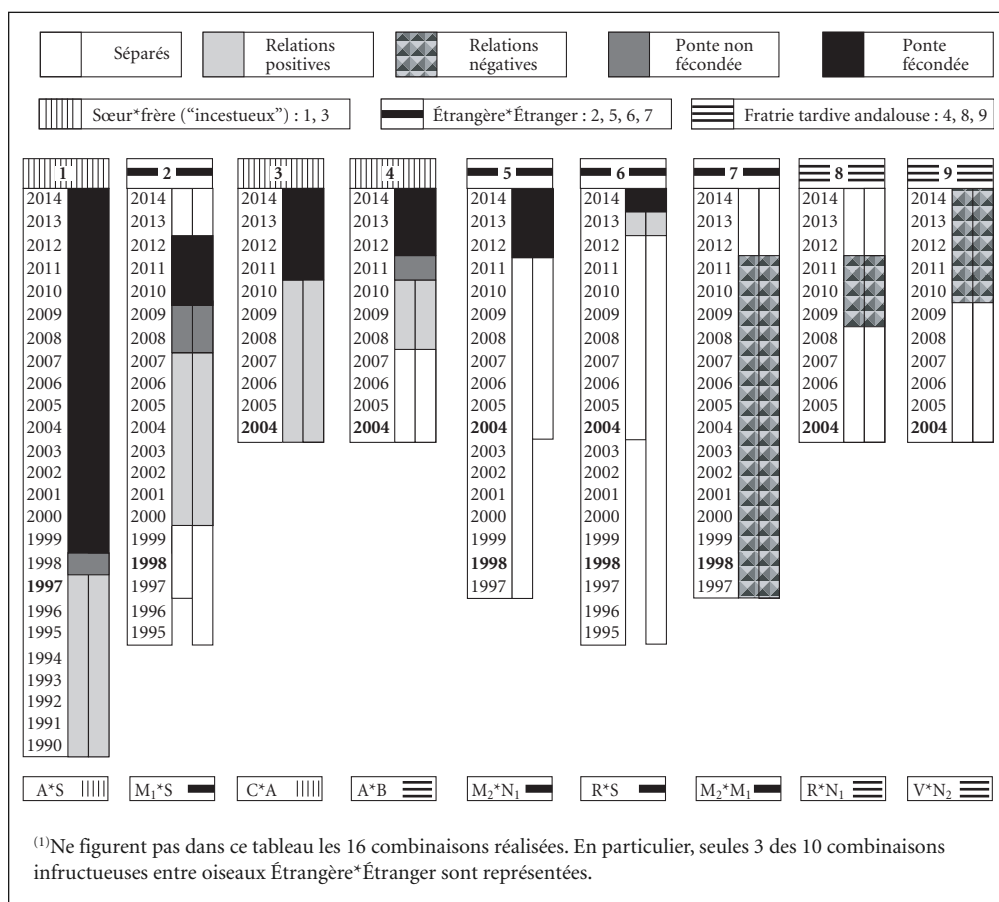 Séparés
Relations
positives
Relations
négatives
Ponte non
fécondée
Ponte
fécondée
Sœur*frère (“incestueux”) : 1, 3
Étrangère*Étranger : 2, 5, 6, 7
Fratrie tardive andalouse : 4, 8, 9
1 2 3 4 5 6 7 8 9
2014 2014 2014 2014 2014 2014 2014 2014 2014
2013 2013 2013 2013 2013 2013 2013 2013 2013
2012 2012 2012 2012 2012 2012 2012 2012 2012
2011 2011 2011 2011 2011 2011 2011 2011 2011
2010 2010 2010 2010 2010 2010 2010 2010 2010
2009 2009 2009 2009 2009 2009 2009 2009 2009
2008 2008 2008 2008 2008 2008 2008 2008 2008
2007 2007 2007 2007 2007 2007 2007 2007 2007
2006 2006 2006 2006 2006 2006 2006 2006 2006
2005 2005 2005 2005 2005 2005 2005 2005 2005
2004 2004 2004 2004 2004 2004 2004 2004 2004
2003 2003 2003 2003 2003
2002 2002 2002 2002 2002
2001 2001 2001 2001 2001
2000 2000 2000 2000 2000
1999 1999 1999 1999 1999
1998 1998 1998 1998 1998
1997 1997 1997 1997 1997
1996 1996 1996
1995 1995 1995
1994
1993
1992
1991
1990
A*S M₁*S C*A A*B M₂*N₁ R*S M₂*M₁ R*N₁ V*N₂
⁽¹⁾Ne figurent pas dans ce tableau les 16 combinaisons réalisées. En particulier, seules 3 des 10 combinaisons
infructueuses entre oiseaux Étrangère*Étranger sont représentées.